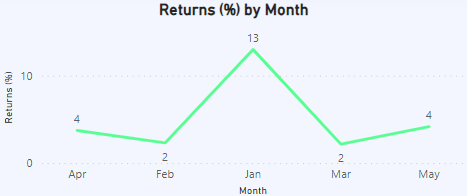 Returns (%) by Month
13
10
4
4
2
2
0
Returns (%)
Apr Feb Jan Mar May
Month